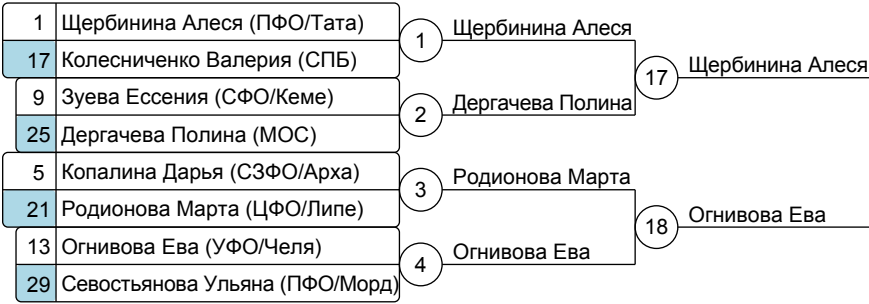 1 Щербинина Алеся (ПФО/Тата)
17 Колесниченко Валерия (СПБ)
1 Щербинина Алеся
9 Зуева Ессения (СФО/Кеме)
25 Дергачева Полина (МОС)
2 Дергачева Полина
17 Щербинина Алеся
5 Копалина Дарья (СЗФО/Арха)
21 Родионова Марта (ЦФО/Липе)
3 Родионова Марта
13 Огнивова Ева (УФО/Челя)
29 Севостьянова Ульяна (ПФО/Морд)
4 Огнивова Ева
18 Огнивова Ева